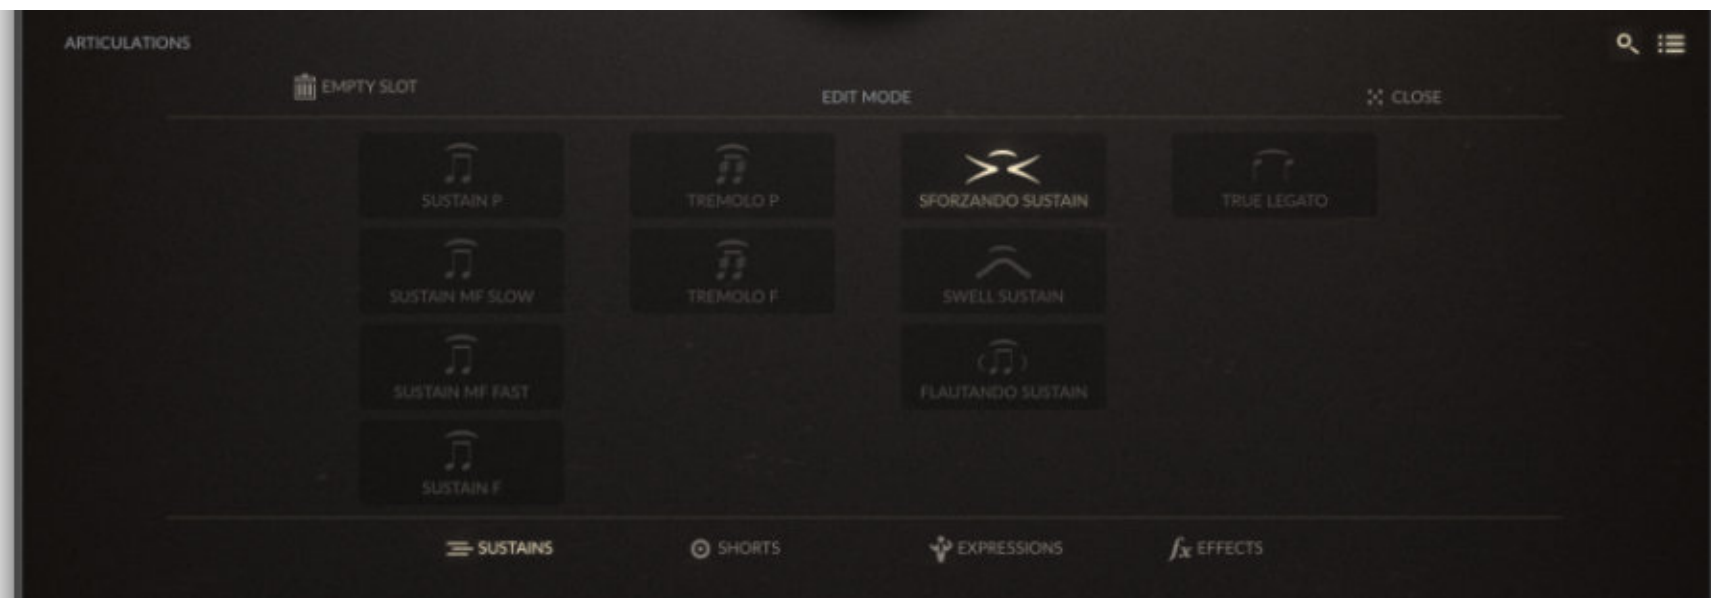 ARTICULATIONS
EMPTY SLOT
EDIT MODE
CLOSE
SUSTAIN P
TREMOLO P
SFORZANDO SUSTAIN
TRUE LEGATO
SUSTAIN MF SLOW
TREMOLO F
SWELL SUSTAIN
SUSTAIN MF FAST
FLAUTANDO SUSTAIN
SUSTAIN F
SUSTAINS
SHORTS
EXPRESSIONS
fx EFFECTS